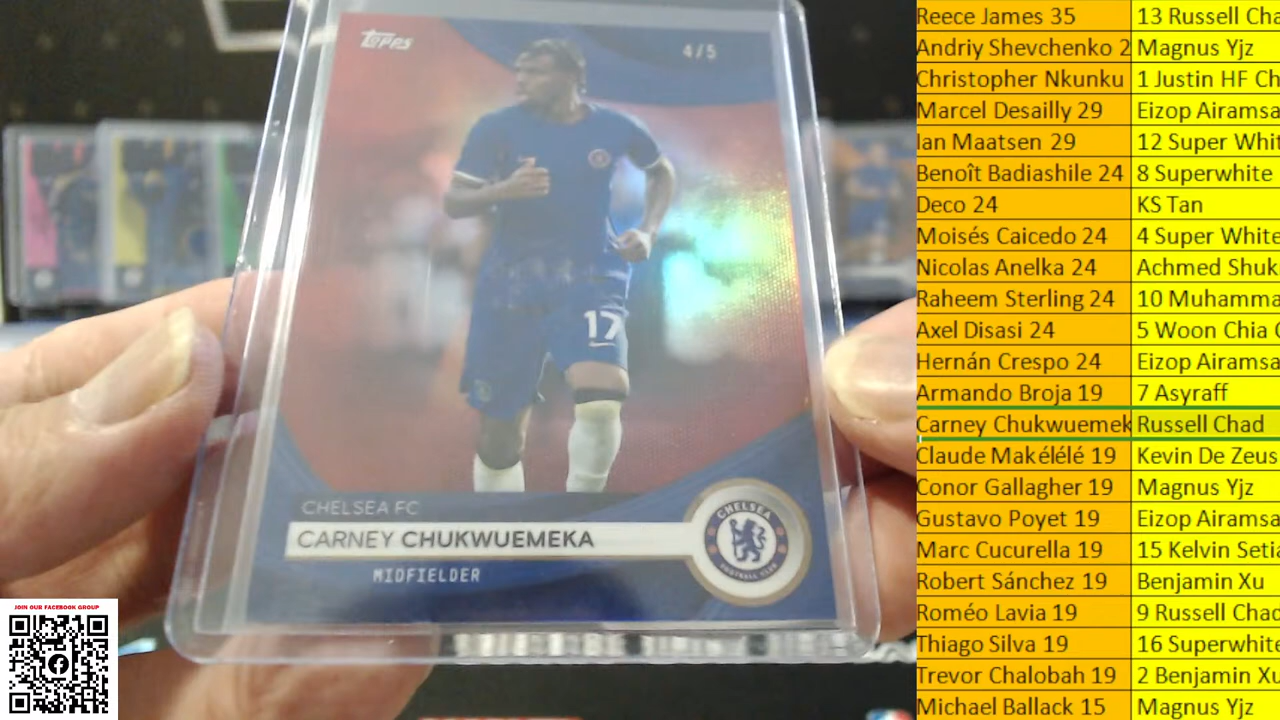 Topps
4/5
17
CHELSEA FC
CARNEY CHUKWUEMEKA
MIDFIELDER
CHELSEA
FOOTBALL CLUB
JOIN OUR FACEBOOK GROUP
Reece James 35 13 Russell Cha
Andriy Shevchenko 2 Magnus Yjz
Christopher Nkunku 1 Justin HF Ch
Marcel Desailly 29 Eizop Airamsa
Ian Maatsen 29 12 Super Whit
Benoît Badiashile 24 8 Superwhite
Deco 24 KS Tan
Moisés Caicedo 24 4 Super White
Nicolas Anelka 24 Achmed Shuk
Raheem Sterling 24 10 Muhamma
Axel Disasi 24 5 Woon Chia
Hernán Crespo 24 Eizop Airamsa
Armando Broja 19 7 Asyraff
Carney Chukwuemek Russell Chad
Claude Makélélé 19 Kevin De Zeus
Conor Gallagher 19 Magnus Yjz
Gustavo Poyet 19 Eizop Airamsa
Marc Cucurella 19 15 Kelvin Setia
Robert Sánchez 19 Benjamin Xu
Roméo Lavia 19 9 Russell Chad
Thiago Silva 19 16 Superwhite
Trevor Chalobah 19 2 Benjamin Xu
Michael Ballack 15 Magnus Yjz